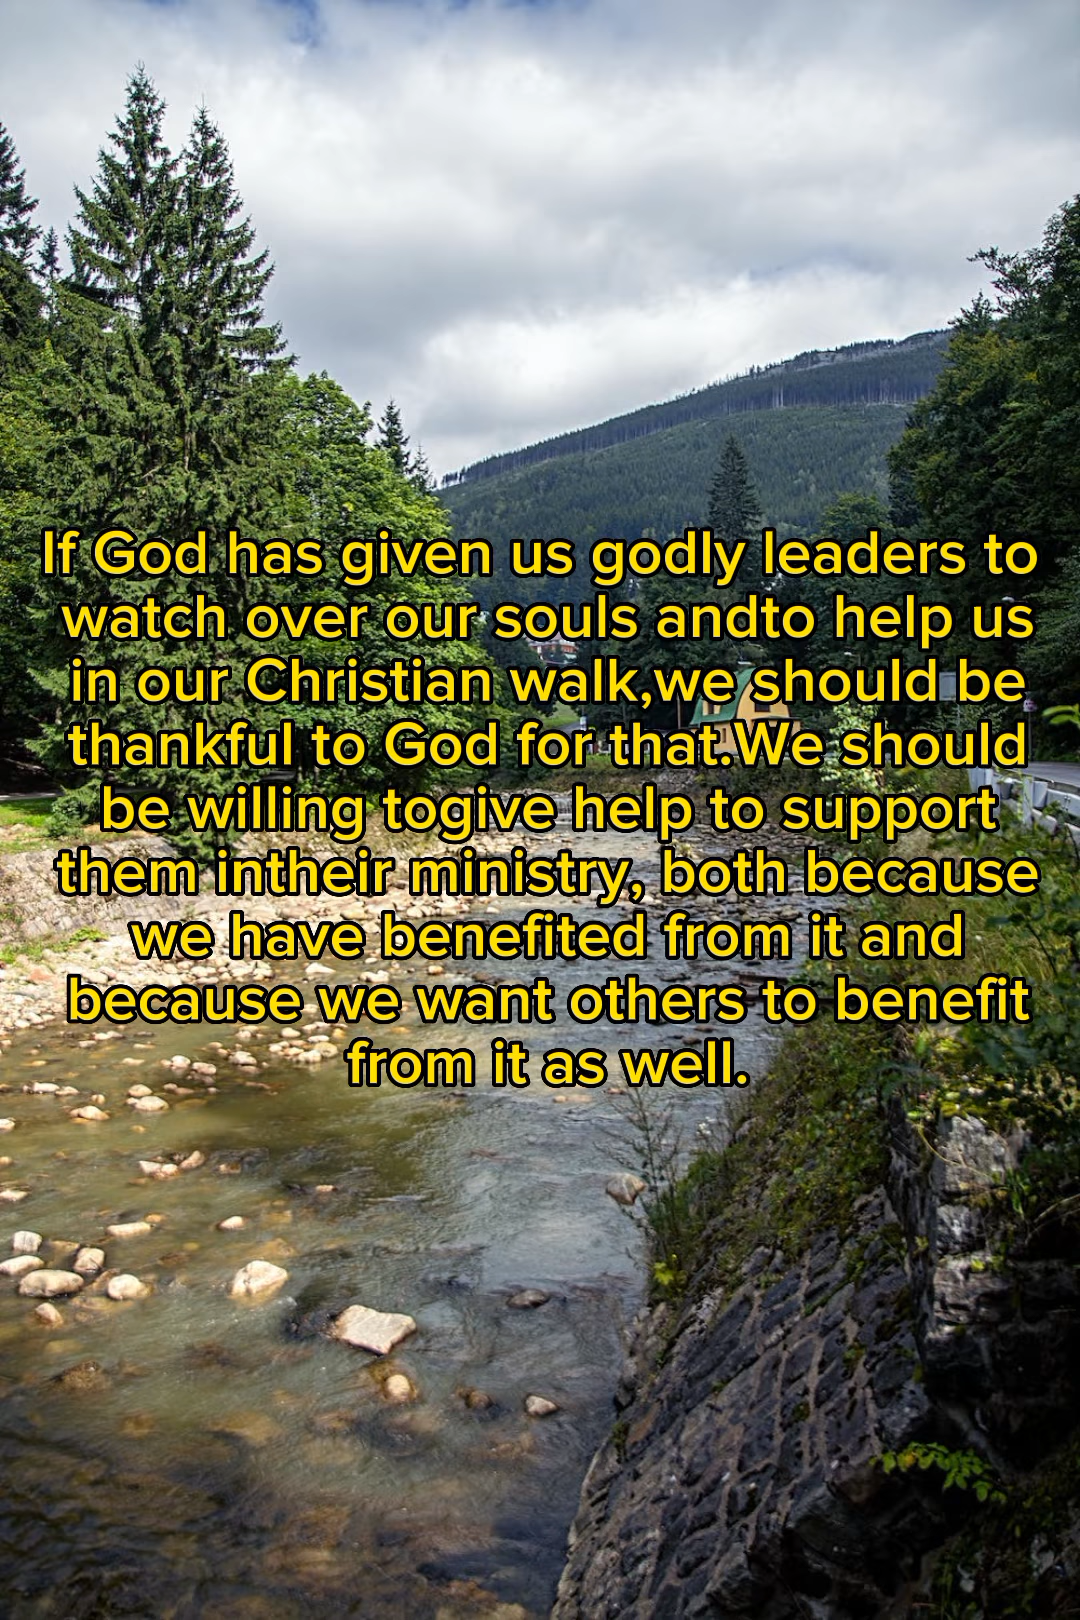 If God has given us godly leaders to
watch over our souls andto help us
in our Christian walk,we should be
thankful to God for that.We should
be willing togive help to support
them intheir ministry, both because
we have benefited from it and
because we want others to benefit
from it as well.